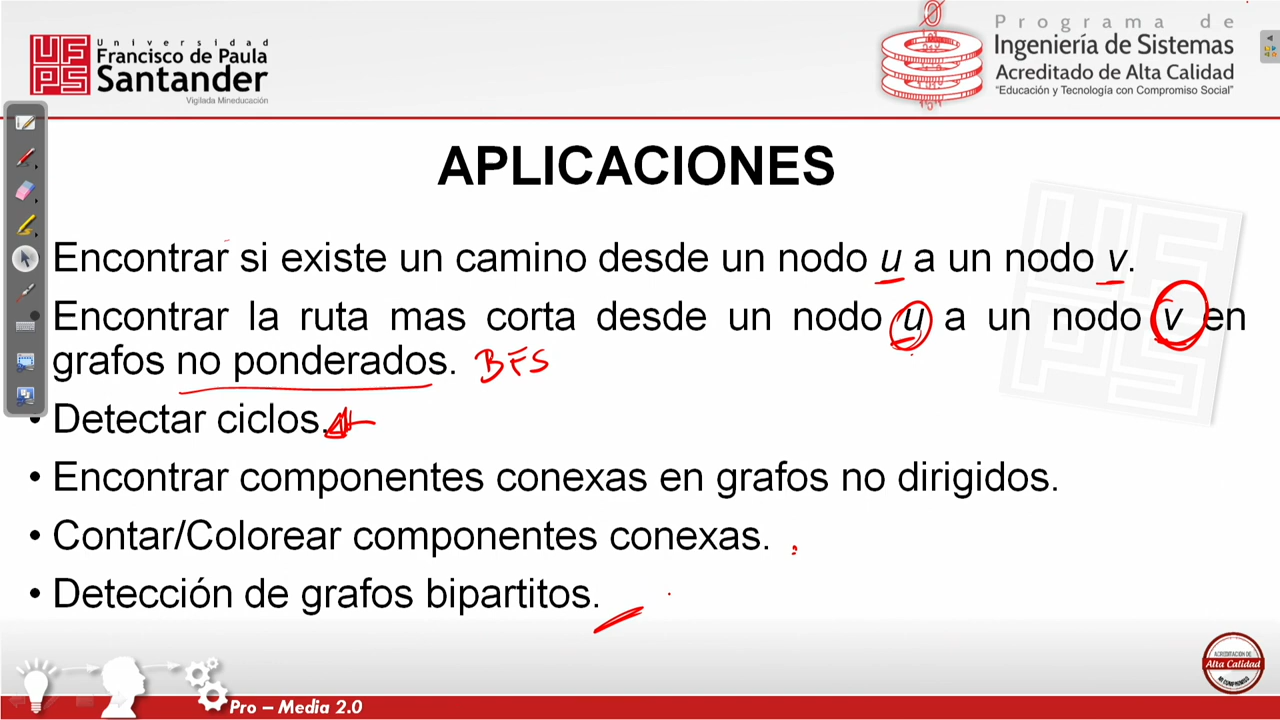 Universidad
Francisco de Paula
Santander
Vigilada Mineducación
Programa de
Ingeniería de Sistemas
Acreditado de Alta Calidad
“Educación y Tecnología con Compromiso Social”
APLICACIONES
Encontrar si existe un camino desde un nodo u a un nodo v.
Encontrar la ruta mas corta desde un nodo u a un nodo v en
grafos no ponderados. BFS
• Detectar ciclos.
• Encontrar componentes conexas en grafos no dirigidos.
• Contar/Colorear componentes conexas.
• Detección de grafos bipartitos.
ACREDITACIÓN DE
Alta Calidad
Pro – Media 2.0